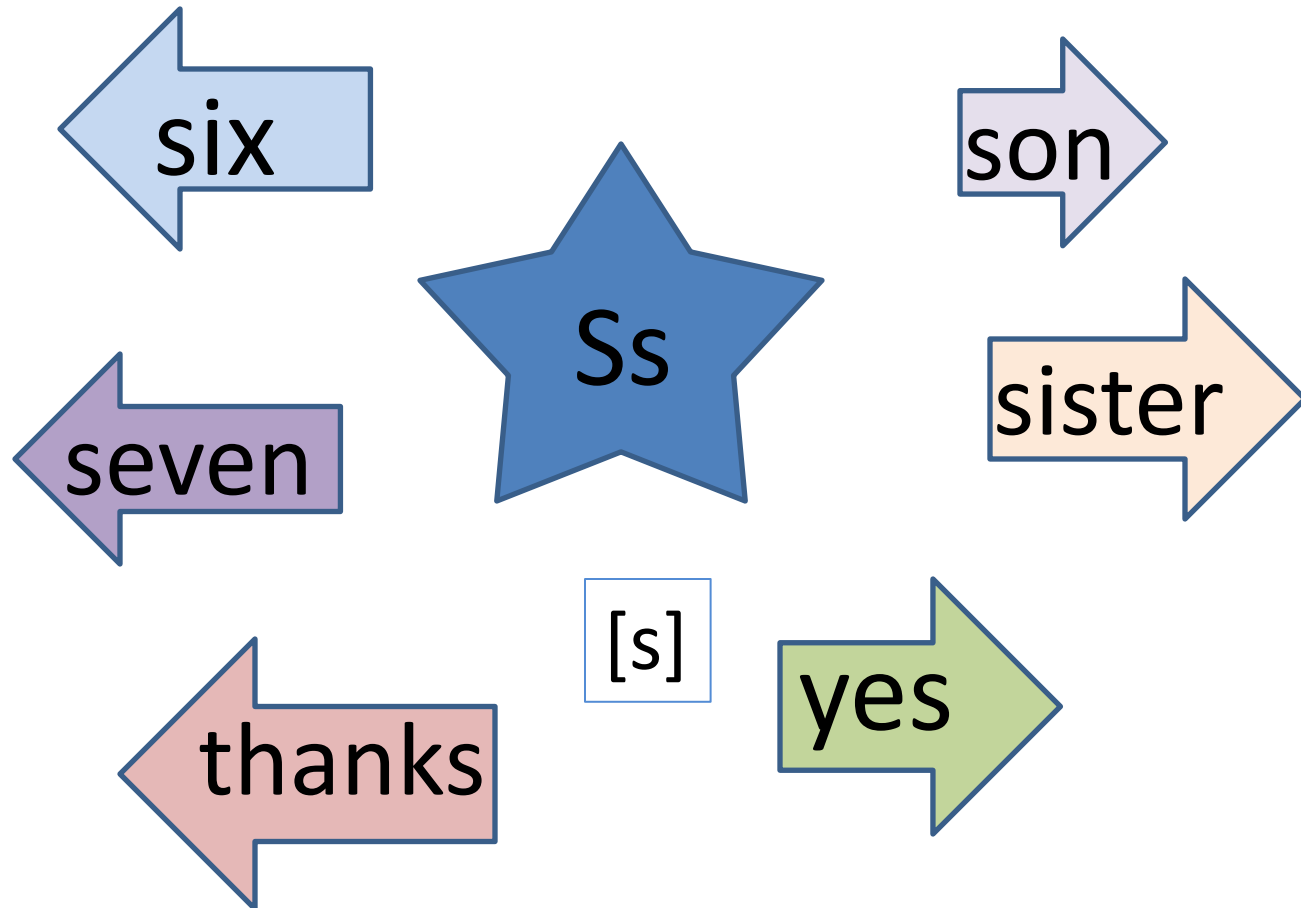 six
son
Ss
sister
seven
[s]
yes
thanks